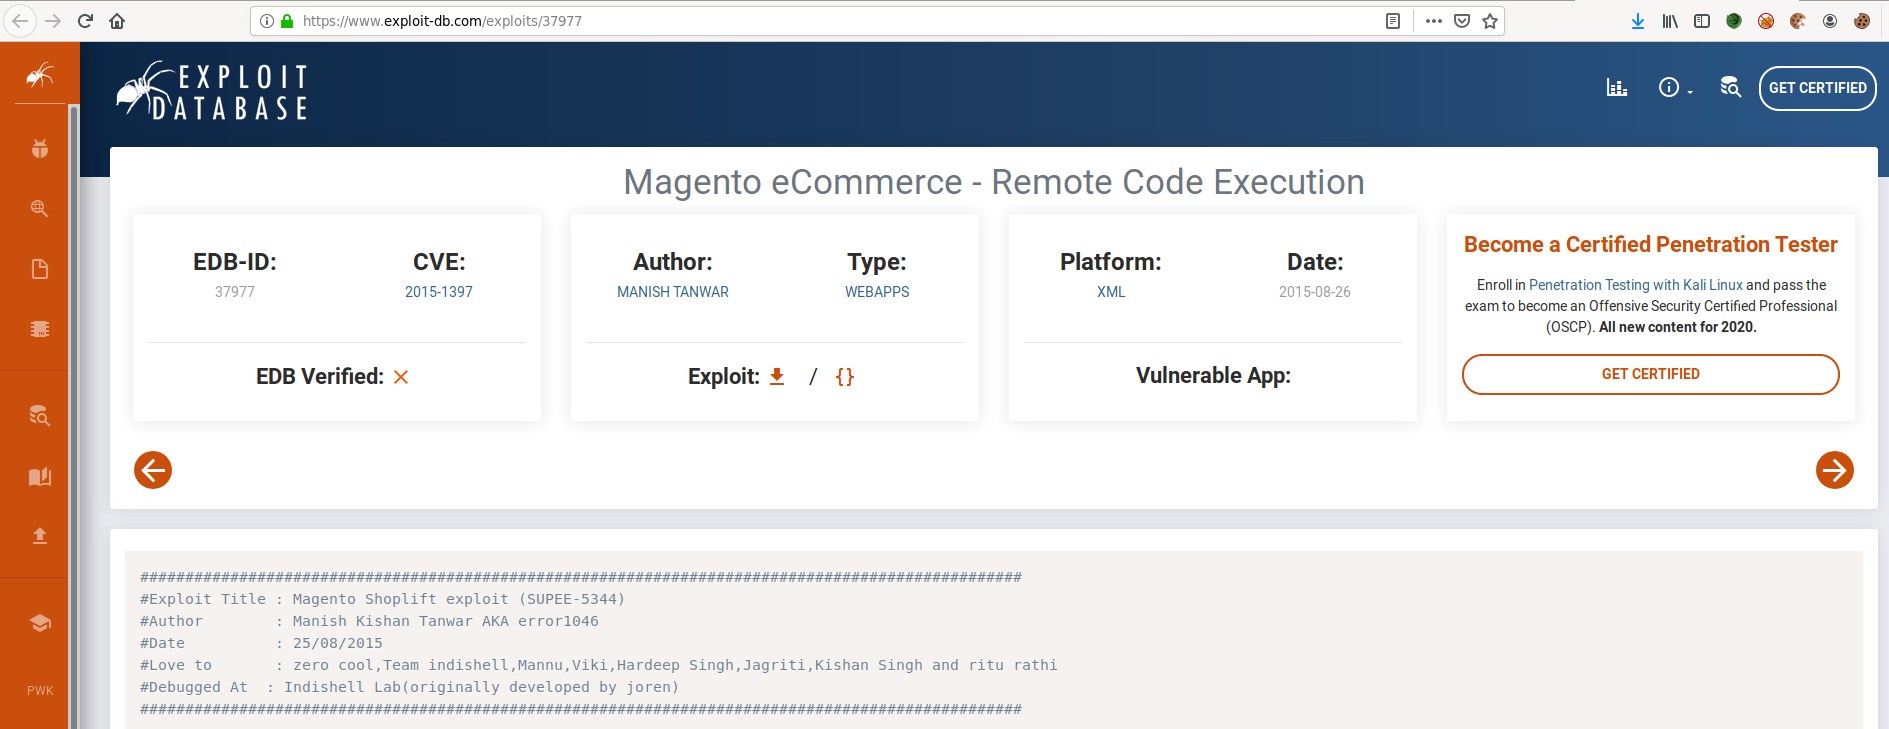 https://www.exploit-db.com/exploits/37977
EXPLOIT
DATABASE
GET CERTIFIED
Magento eCommerce - Remote Code Execution
EDB-ID:
37977
CVE:
2015-1397
EDB Verified:
Author:
MANISH TANWAR
Type:
WEBAPPS
Exploit: / {}
Platform:
XML
Date:
2015-08-26
Vulnerable App:
Become a Certified Penetration Tester
Enroll in Penetration Testing with Kali Linux and pass the
exam to become an Offensive Security Certified Professional
(OSCP). All new content for 2020.
GET CERTIFIED
##################################################################################################
#Exploit Title : Magento Shoplift exploit (SUPEE-5344)
#Author        : Manish Kishan Tanwar AKA error1046
#Date          : 25/08/2015
#Love to       : zero cool,Team indishell,Mannu,Viki,Hardeep Singh,Jagriti,Kishan Singh and ritu rathi
#Debugged At  : Indishell Lab(originally developed by joren)
##################################################################################################
PWK